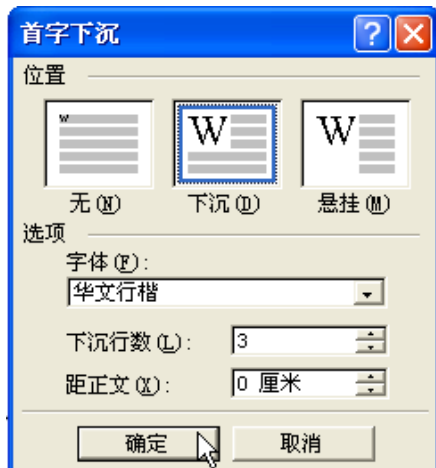 首字下沉
位置
W W W
无(N) 下沉(D) 悬挂(M)
选项
字体(F):
华文行楷
下沉行数(L): 3
距正文(X): 0 厘米
确定 取消